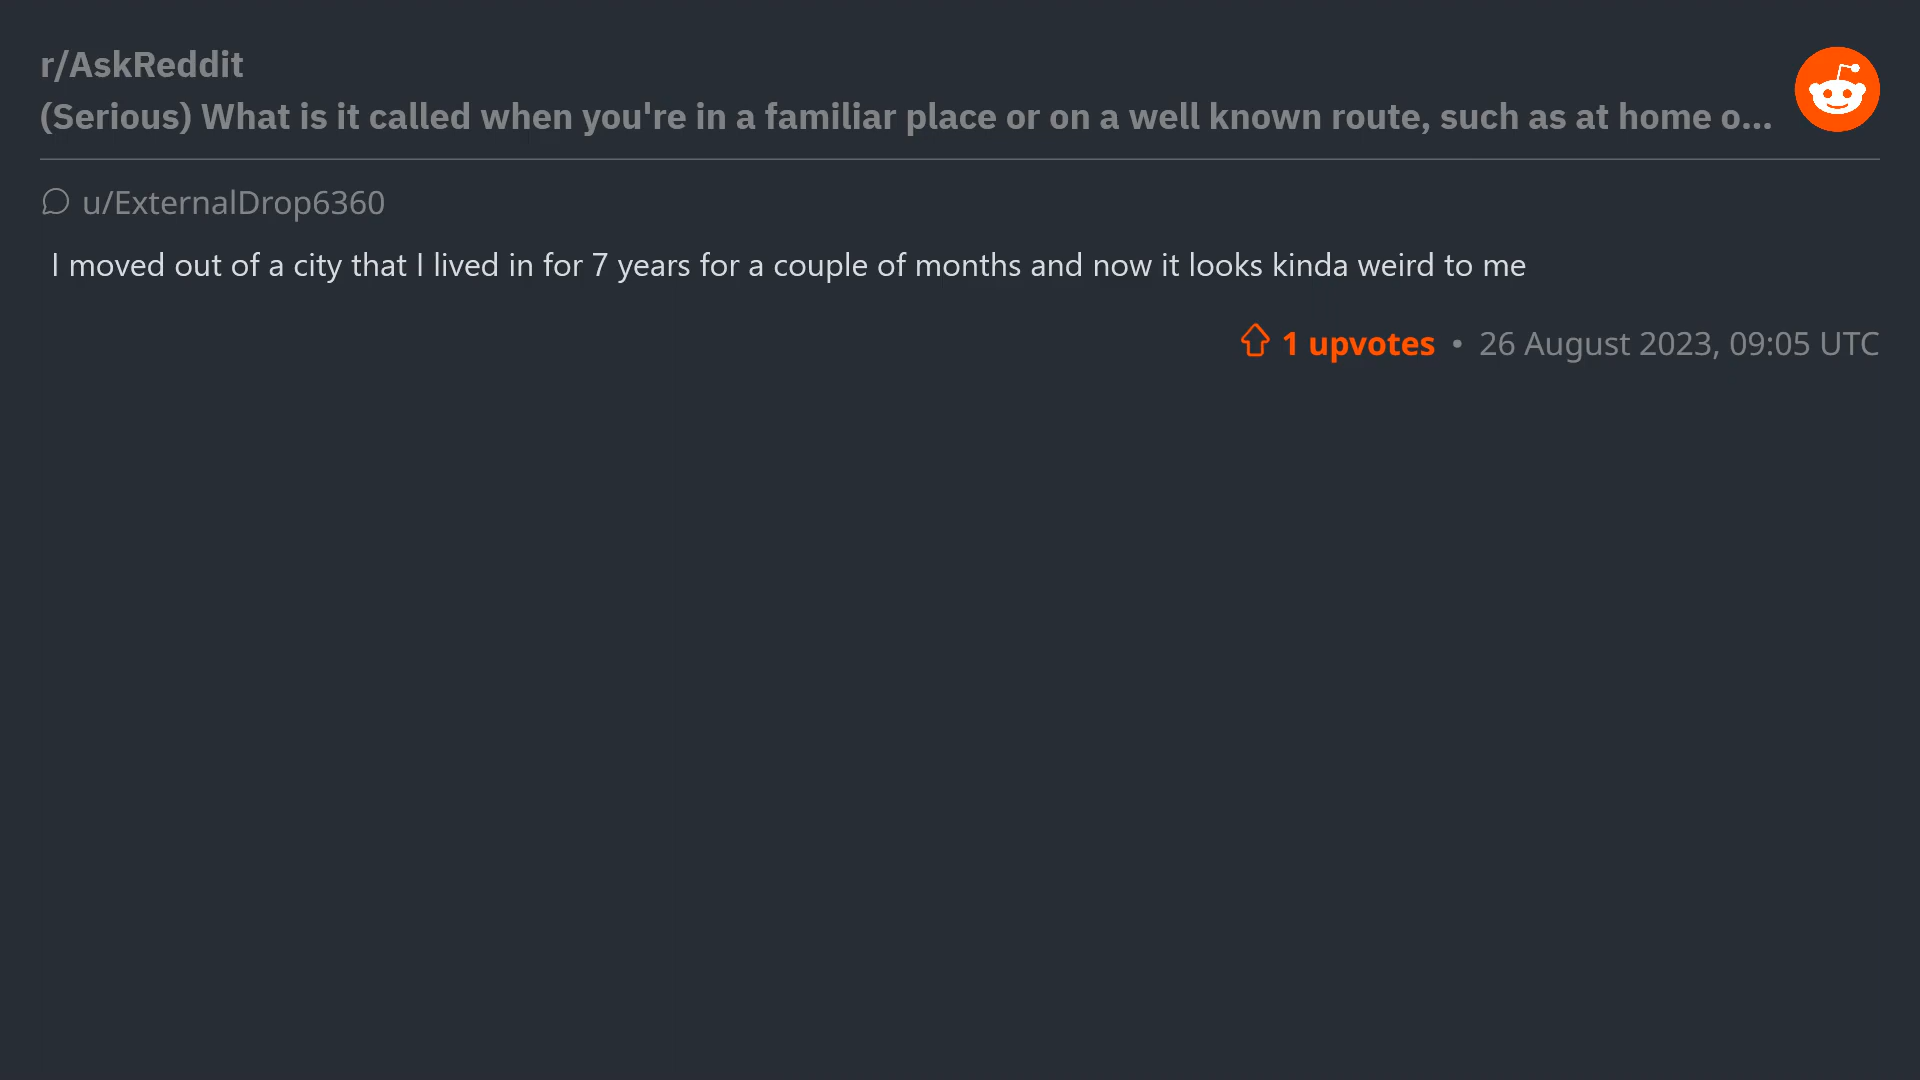 r/AskReddit
(Serious) What is it called when you're in a familiar place or on a well known route, such as at home o...
u/ExternalDrop6360
I moved out of a city that I lived in for 7 years for a couple of months and now it looks kinda weird to me
1 upvotes • 26 August 2023, 09:05 UTC